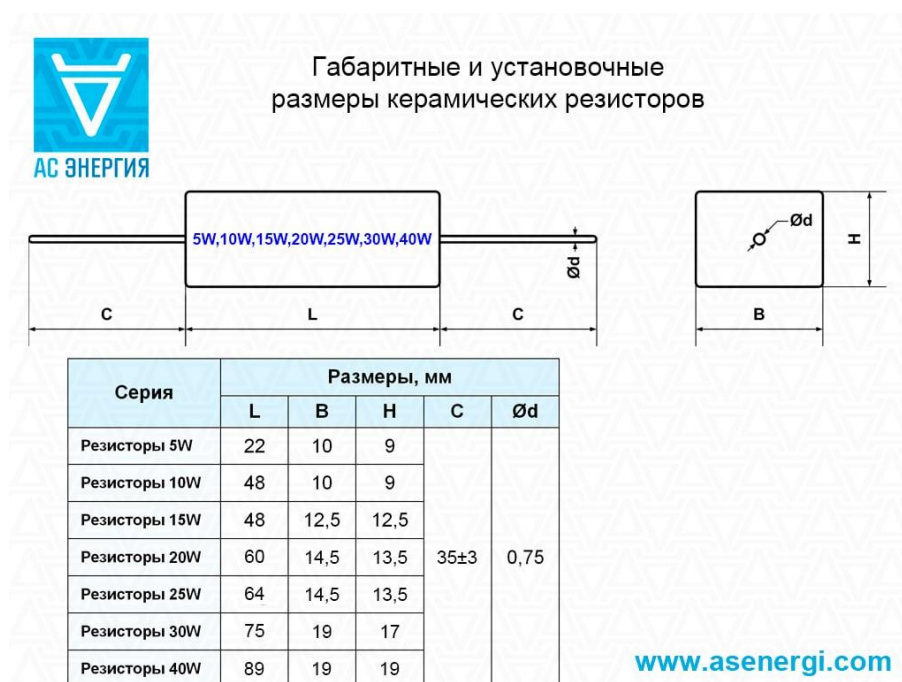 Габаритные и установочные
размеры керамических резисторов
АС ЭНЕРГИЯ
5W,10W,15W,20W,25W,30W,40W
Ød
Ød
H
C L C B
Серия Размеры, мм
L B H C Ød
Резисторы 5W 22 10 9
Резисторы 10W 48 10 9
Резисторы 15W 48 12,5 12,5
Резисторы 20W 60 14,5 13,5 35±3 0,75
Резисторы 25W 64 14,5 13,5
Резисторы 30W 75 19 17
Резисторы 40W 89 19 19
www.asenergi.com